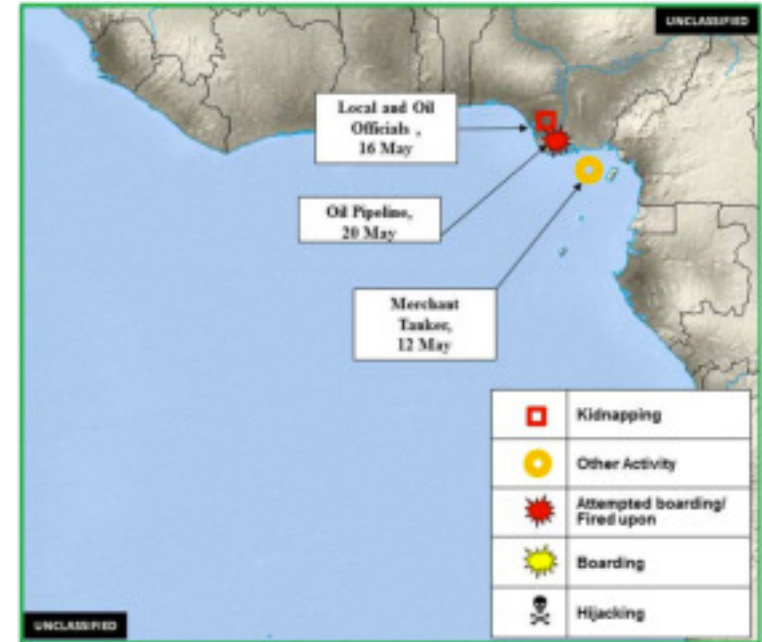 UNCLASSIFIED
Local and Oil
Officials ,
16 May
Oil Pipeline,
20 May
Merchant
Tanker,
12 May
Kidnapping
Other Activity
Attempted boarding/
Fired upon
Boarding
Hijacking
UNCLASSIFIED